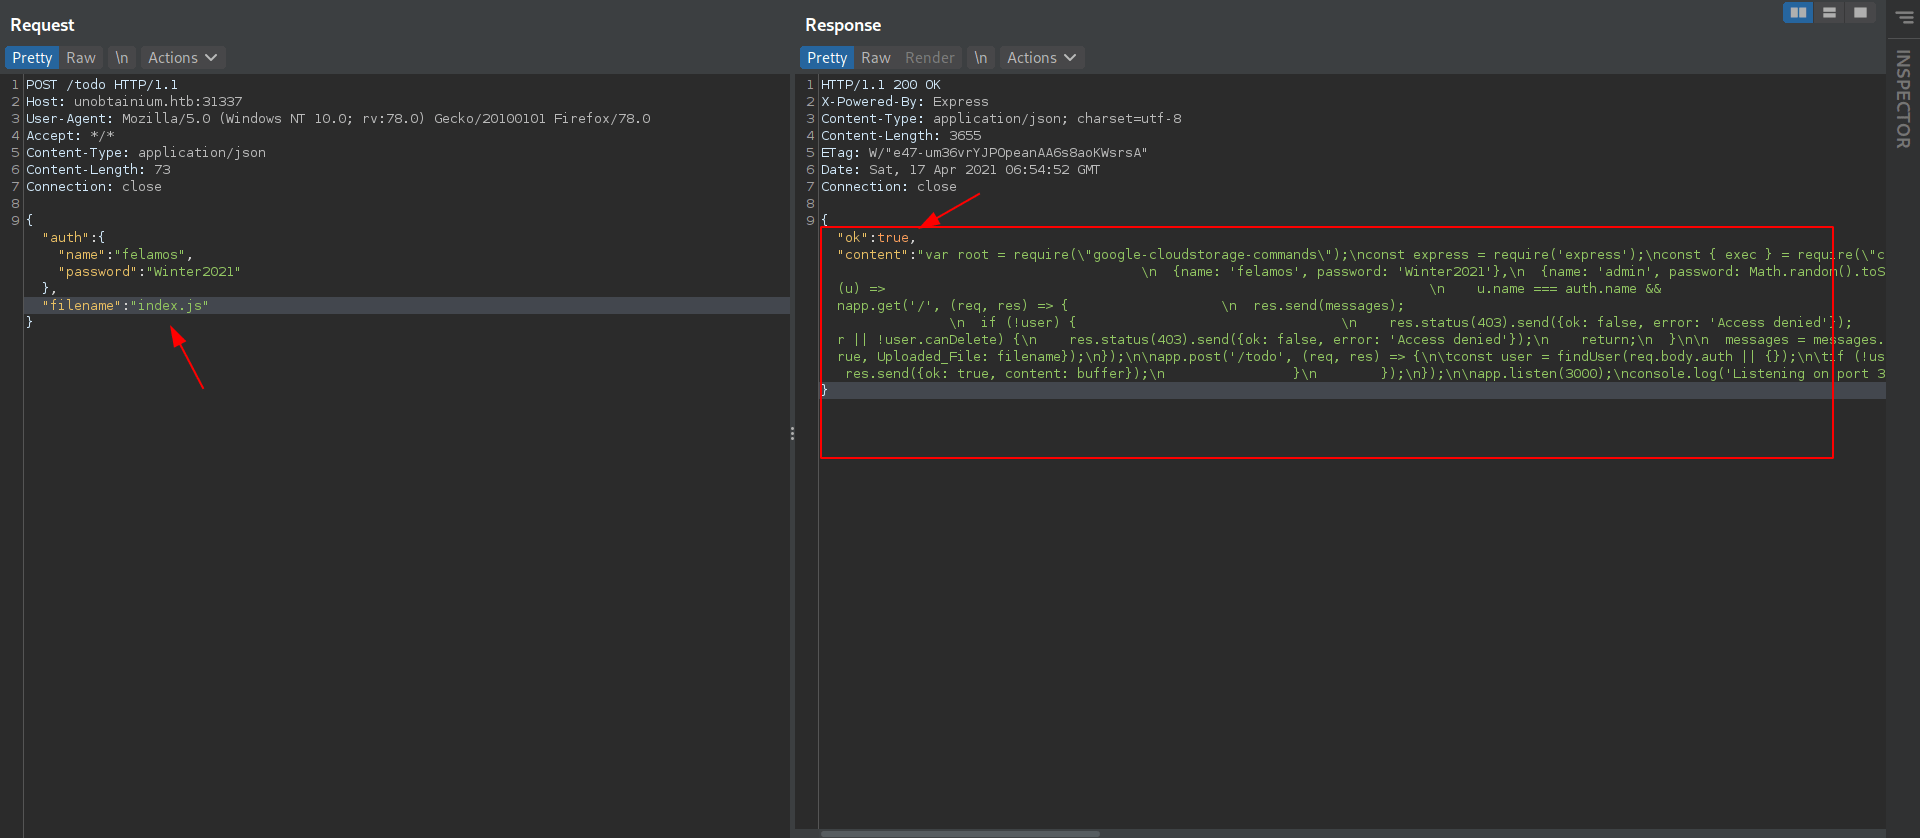 Request
Pretty Raw \n Actions
1 POST /todo HTTP/1.1
2 Host: unobtainium.htb:31337
3 User-Agent: Mozilla/5.0 (Windows NT 10.0; rv:78.0) Gecko/20100101 Firefox/78.0
4 Accept: */*
5 Content-Type: application/json
6 Content-Length: 73
7 Connection: close
8
9 {
"auth":{
"name":"felamos",
"password":"Winter2021"
},
"filename":"index.js"
}
Response
Pretty Raw Render \n Actions
1 HTTP/1.1 200 OK
2 X-Powered-By: Express
3 Content-Type: application/json; charset=utf-8
4 Content-Length: 3655
5 ETag: W/"e47-um36vrYJPOpeanAA6s8aoKWsrsA"
6 Date: Sat, 17 Apr 2021 06:54:52 GMT
7 Connection: close
8
9 {
"ok":true,
"content":"var root = require(\"google-cloudstorage-commands\");\nconst express = require('express');\nconst { exec } = require(\"c
\n  {name: 'felamos', password: 'Winter2021'},\n  {name: 'admin', password: Math.random().toS
(u) => \n    u.name === auth.name &&
napp.get('/', (req, res) => { \n  res.send(messages);
\n  if (!user) { \n    res.status(403).send({ok: false, error: 'Access denied'});
r || !user.canDelete) {\n    res.status(403).send({ok: false, error: 'Access denied'});\n    return;\n  }\n\n  messages = messages.
rue, Uploaded_File: filename});\n});\n\napp.post('/todo', (req, res) => {\n\tconst user = findUser(req.body.auth || {});\n\tif (!us
res.send({ok: true, content: buffer});\n }\n });\n});\n\napp.listen(3000);\nconsole.log('Listening on port 3
}
INSPECTOR